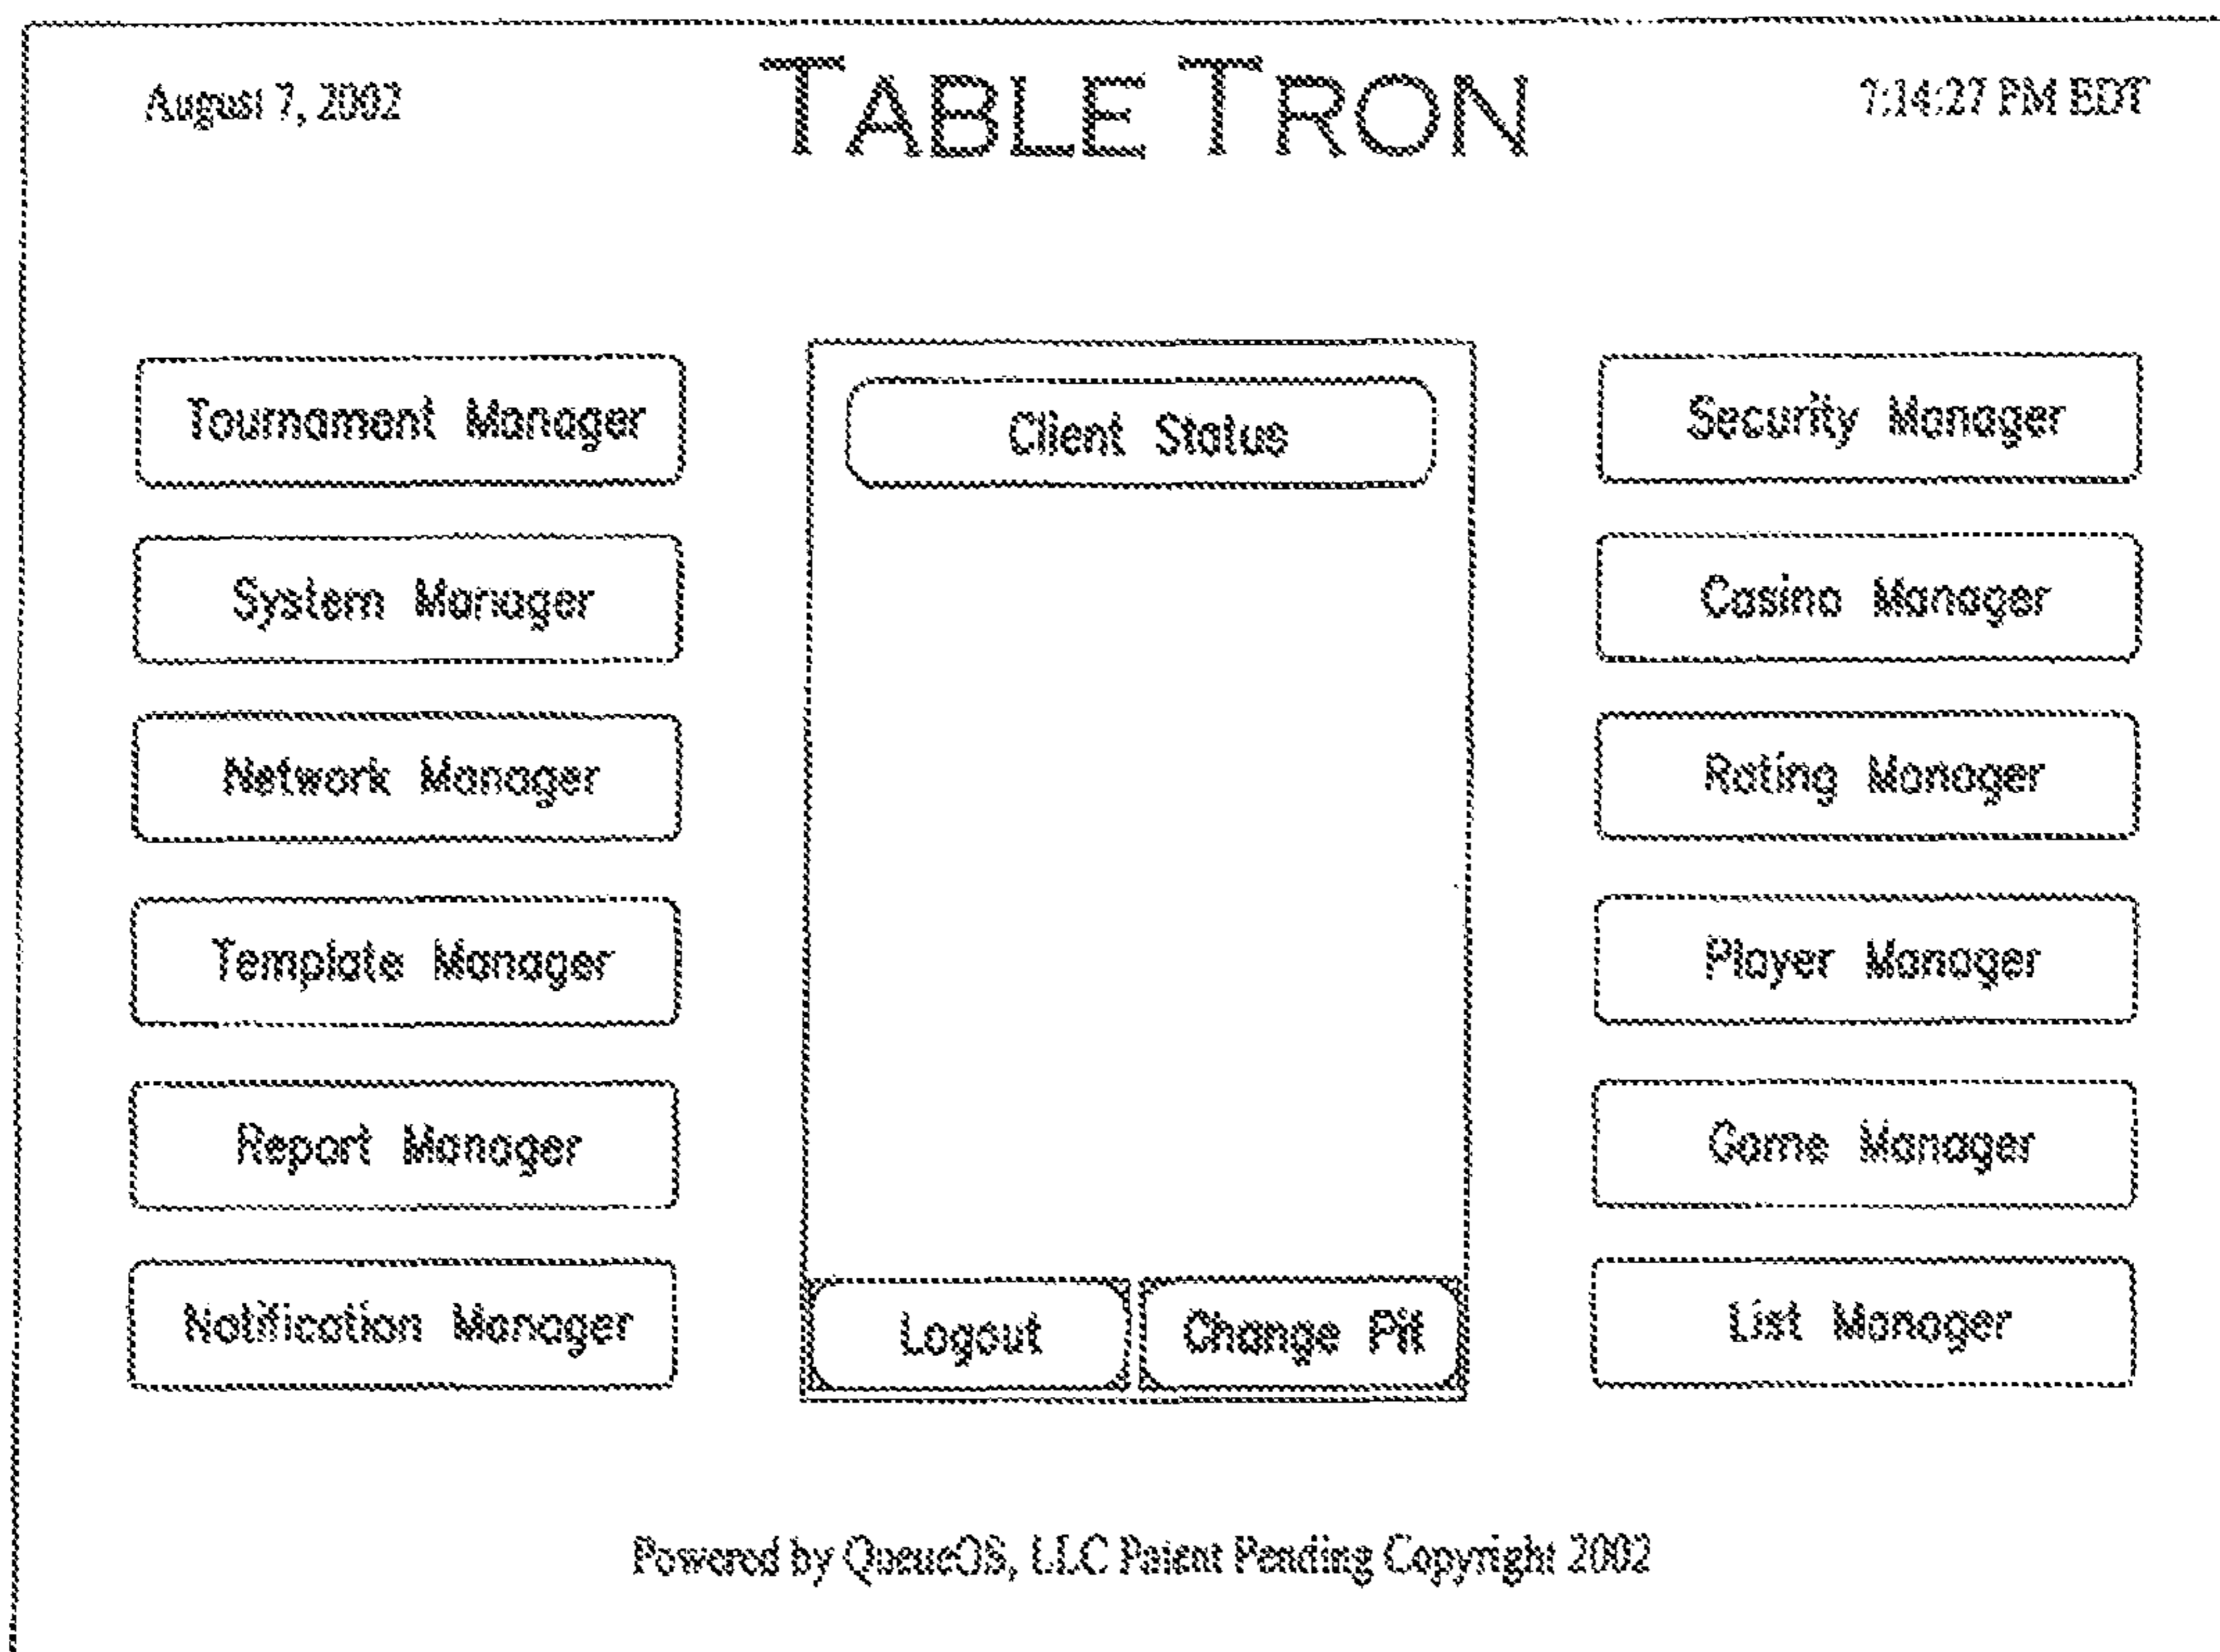 August 7, 2002
TABLE TRON
7:14:27 PM EDT
Tournament Manager
System Manager
Network Manager
Template Manager
Report Manager
Notification Manager
Client Status
Logout
Change Pit
Security Manager
Casino Manager
Rating Manager
Player Manager
Game Manager
List Manager
Powered by QueueOS, LLC Patent Pending Copyright 2002